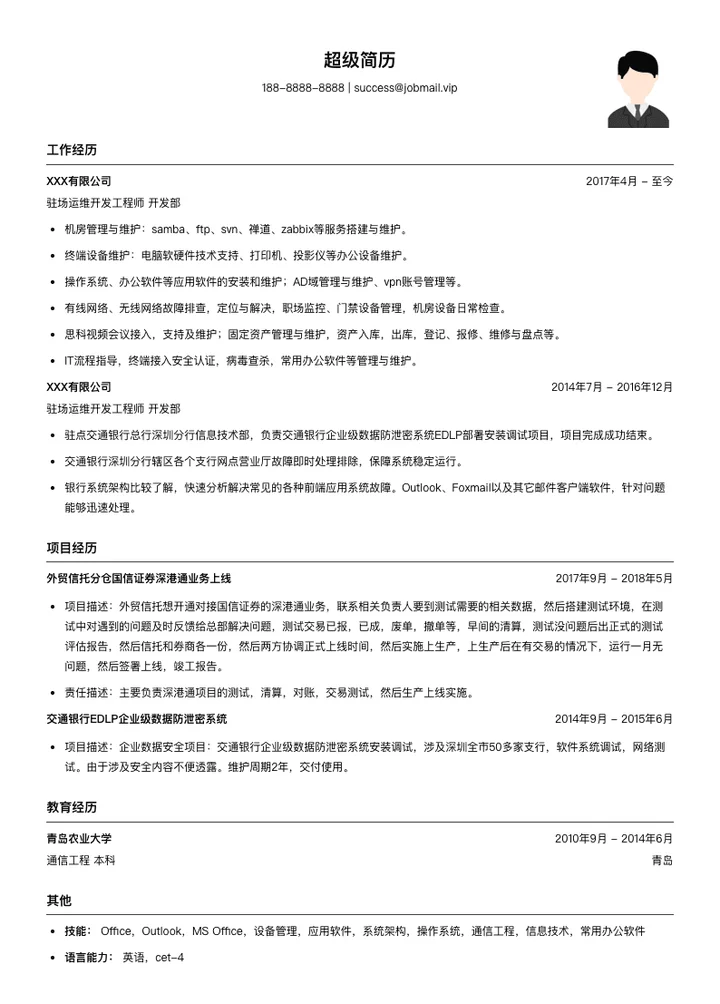 超级简历
188-8888-8888 | success@jobmail.vip
工作经历
XXX有限公司 2017年4月 – 至今
驻场运维开发工程师 开发部
• 机房管理与维护：samba、ftp、svn、禅道、zabbix等服务搭建与维护。
• 终端设备维护：电脑软硬件技术支持、打印机、投影仪等办公设备维护。
• 操作系统、办公软件等应用软件的安装和维护；AD域管理与维护、vpn账号管理等。
• 有线网络、无线网络故障排查，定位与解决，职场监控、门禁设备管理，机房设备日常检查。
• 思科视频会议接入，支持及维护；固定资产管理与维护，资产入库，出库，登记、报修、维修与盘点等。
• IT流程指导，终端接入安全认证，病毒查杀，常用办公软件等管理与维护。
XXX有限公司 2014年7月 – 2016年12月
驻场运维开发工程师 开发部
• 驻点交通银行总行深圳分行信息技术部，负责交通银行企业级数据防泄密系统EDLP部署安装调试项目，项目完成成功结束。
• 交通银行深圳分行辖区各个支行网点营业厅故障即时处理排除，保障系统稳定运行。
• 银行系统架构比较了解，快速分析解决常见的各种前端应用系统故障。Outlook、Foxmail以及其它邮件客户端软件，针对问题
能够迅速处理。
项目经历
外贸信托分仓国信证券深港通业务上线 2017年9月 – 2018年5月
• 项目描述：外贸信托想开通对接国信证券的深港通业务，联系相关负责人要到测试需要的相关数据，然后搭建测试环境，在测
试中对遇到的问题及时反馈给总部解决问题，测试交易已报，已成，废单，撤单等，早间的清算，测试没问题后出正式的测试
评估报告，然后信托和券商各一份，然后两方协调正式上线时间，然后实施上生产，上生产后在有交易的情况下，运行一月无
问题，然后签署上线，竣工报告。
• 责任描述：主要负责深港通项目的测试，清算，对账，交易测试，然后生产上线实施。
交通银行EDLP企业级数据防泄密系统 2014年9月 – 2015年6月
• 项目描述：企业数据安全项目：交通银行企业级数据防泄密系统安装调试，涉及深圳全市50多家支行，软件系统调试，网络测
试。由于涉及安全内容不便透露。维护周期2年，交付使用。
教育经历
青岛农业大学 2010年9月 – 2014年6月
通信工程 本科 青岛
其他
• 技能： Office，Outlook，MS Office，设备管理，应用软件，系统架构，操作系统，通信工程，信息技术，常用办公软件
• 语言能力： 英语，cet-4